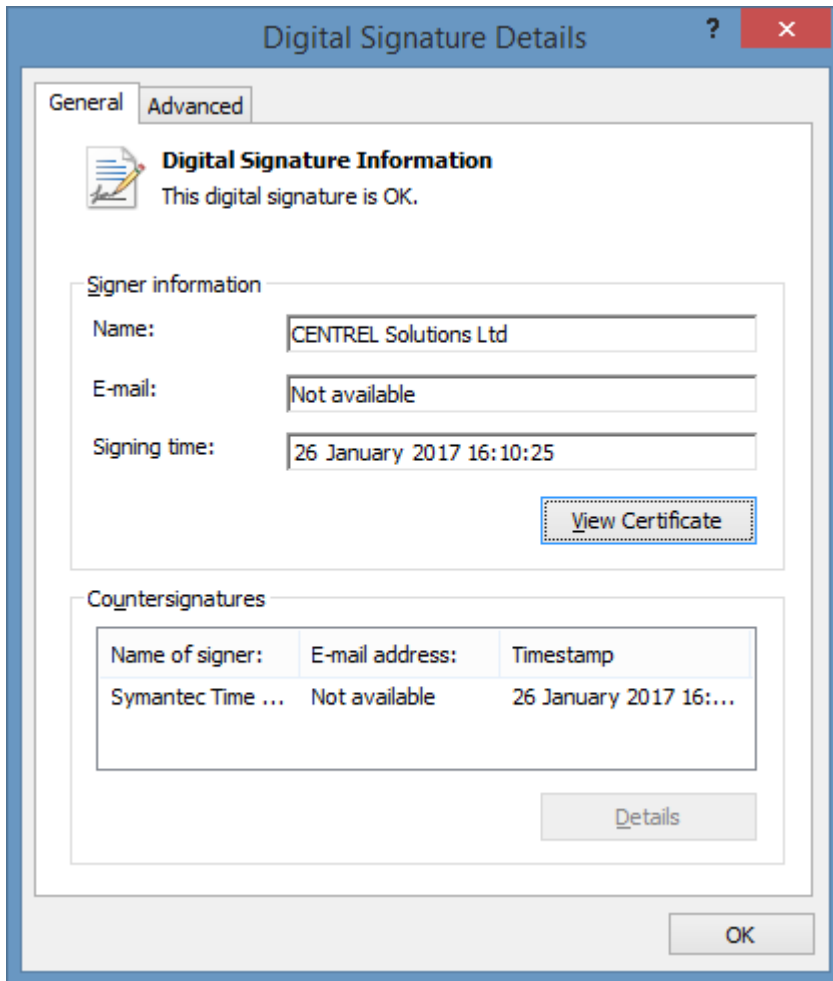 Digital Signature Details
?
General Advanced
Digital Signature Information
This digital signature is OK.
Signer information
Name: CENTREL Solutions Ltd
E-mail: Not available
Signing time: 26 January 2017 16:10:25
View Certificate
Countersignatures
Name of signer: E-mail address: Timestamp
Symantec Time ... Not available 26 January 2017 16:...
Details
OK